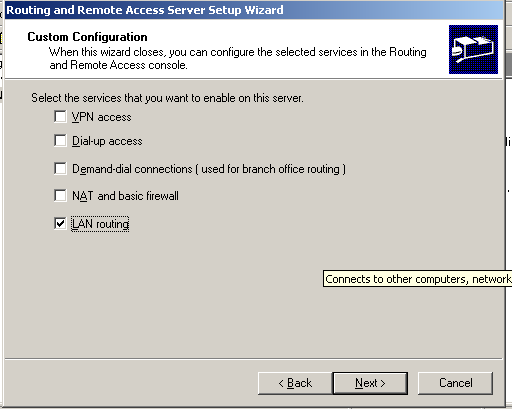 Routing and Remote Access Server Setup Wizard
Custom Configuration
When this wizard closes, you can configure the selected services in the Routing
and Remote Access console.
Select the services that you want to enable on this server.
VPN access
Dial-up access
Demand-dial connections ( used for branch office routing )
NAT and basic firewall
LAN routing
Connects to other computers, network
< Back
Next >
Cancel